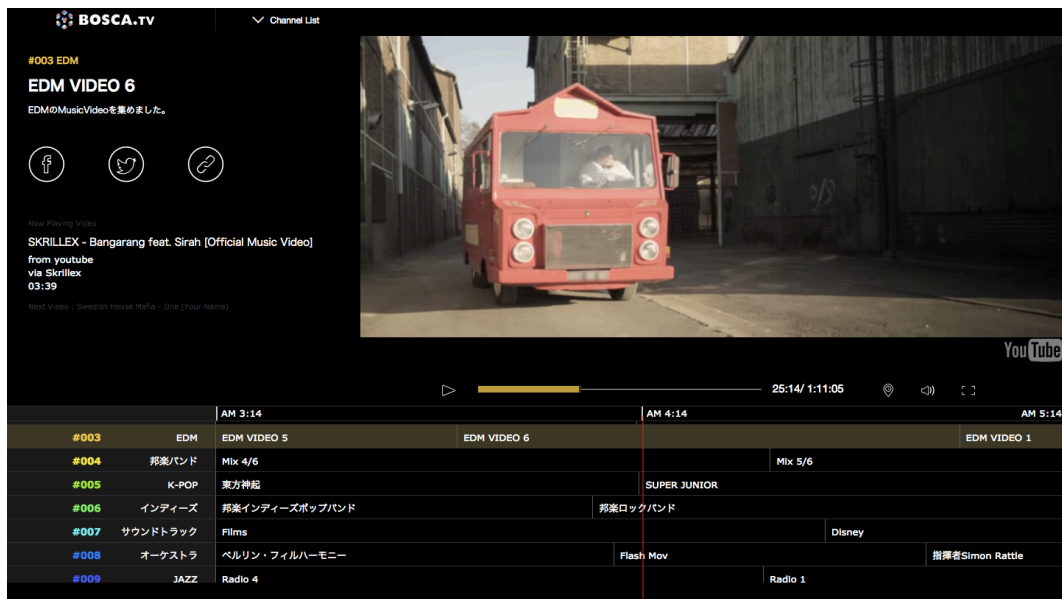 BOSCA.TV
Channel List
#003 EDM
EDM VIDEO 6
EDMのMusicVideoを集めました。
Now Playing Video
SKRILLEX - Bangarang feat. Sirah [Official Music Video]
from youtube
via Skrillex
03:39
Next Video : Swedish House Mafia - One (Your Name)
YouTube
25:14/ 1:11:05
AM 3:14 AM 4:14 AM 5:14
#003 EDM EDM VIDEO 5 EDM VIDEO 6 EDM VIDEO 1
#004 邦楽バンド Mix 4/6 Mix 5/6
#005 K-POP 東方神起 SUPER JUNIOR
#006 インディーズ 邦楽インディーズポップバンド 邦楽ロックバンド
#007 サウンドトラック Films Disney
#008 オーケストラ ベルリン・フィルハーモニー Flash Mov 指揮者Simon Rattle
#009 JAZZ Radio 4 Radio 1